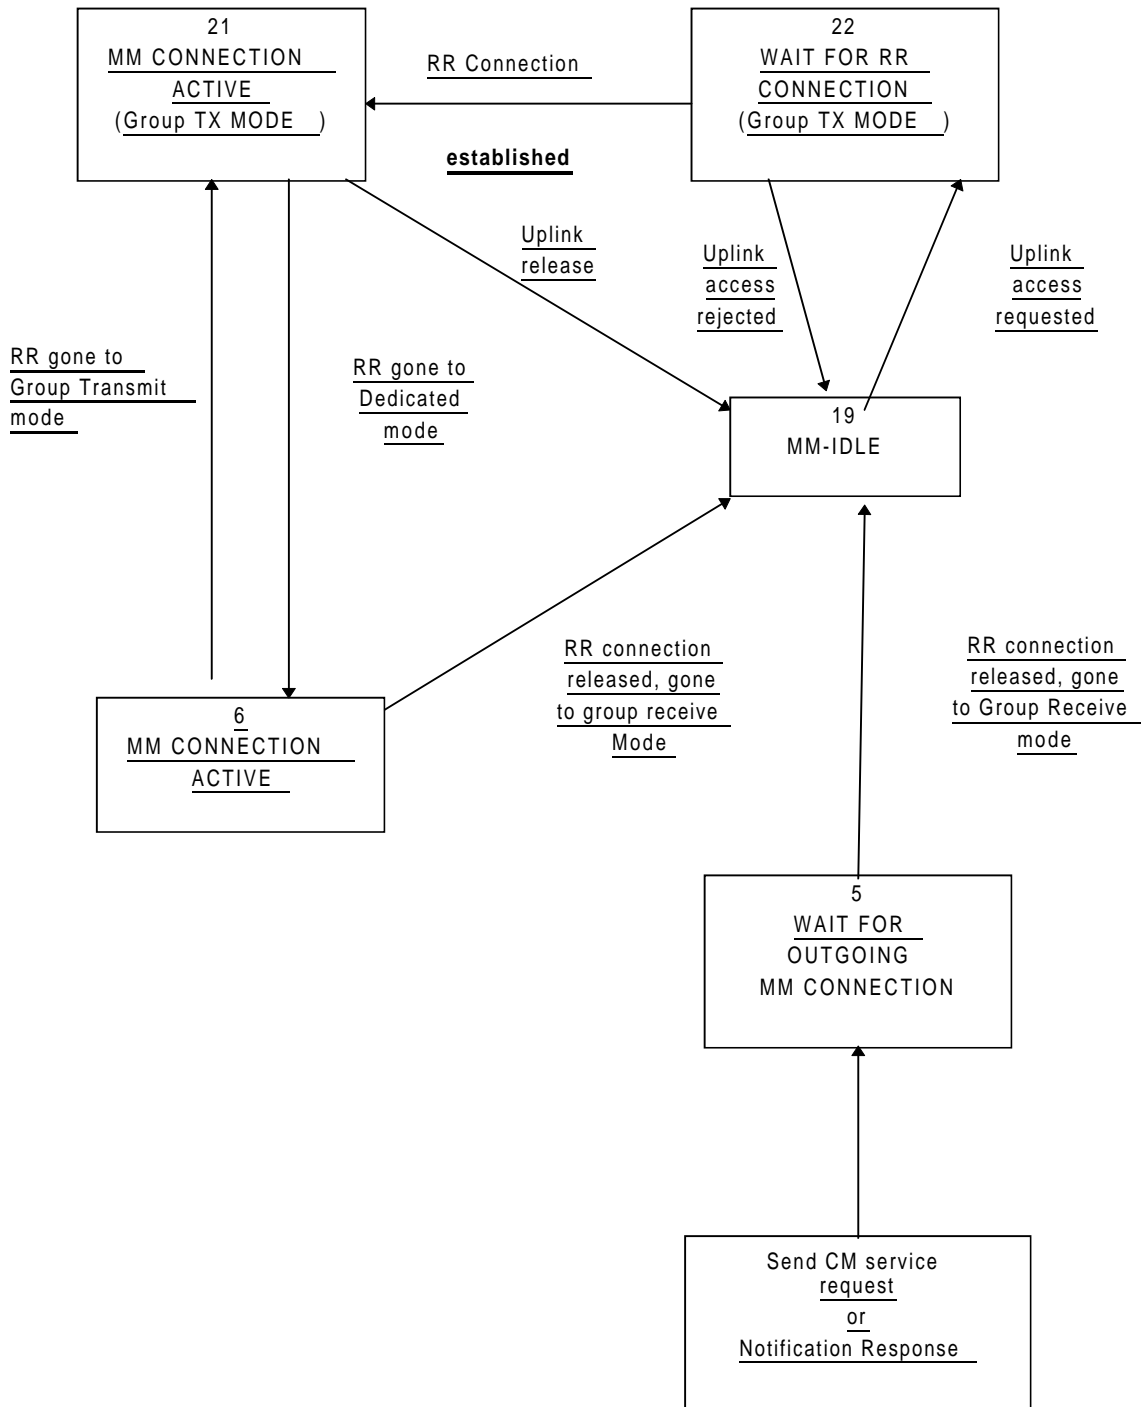 21
MM CONNECTION
ACTIVE
(Group TX MODE )
RR Connection
established
22
WAIT FOR RR
CONNECTION
(Group TX MODE )
Uplink
release
Uplink
access
rejected
Uplink
access
requested
RR gone to
Group Transmit
mode
RR gone to
Dedicated
mode
19
MM-IDLE
RR connection
released, gone
to group receive
Mode
RR connection
released, gone
to Group Receive
mode
6
MM CONNECTION
ACTIVE
5
WAIT FOR
OUTGOING
MM CONNECTION
Send CM service
request
or
Notification Response